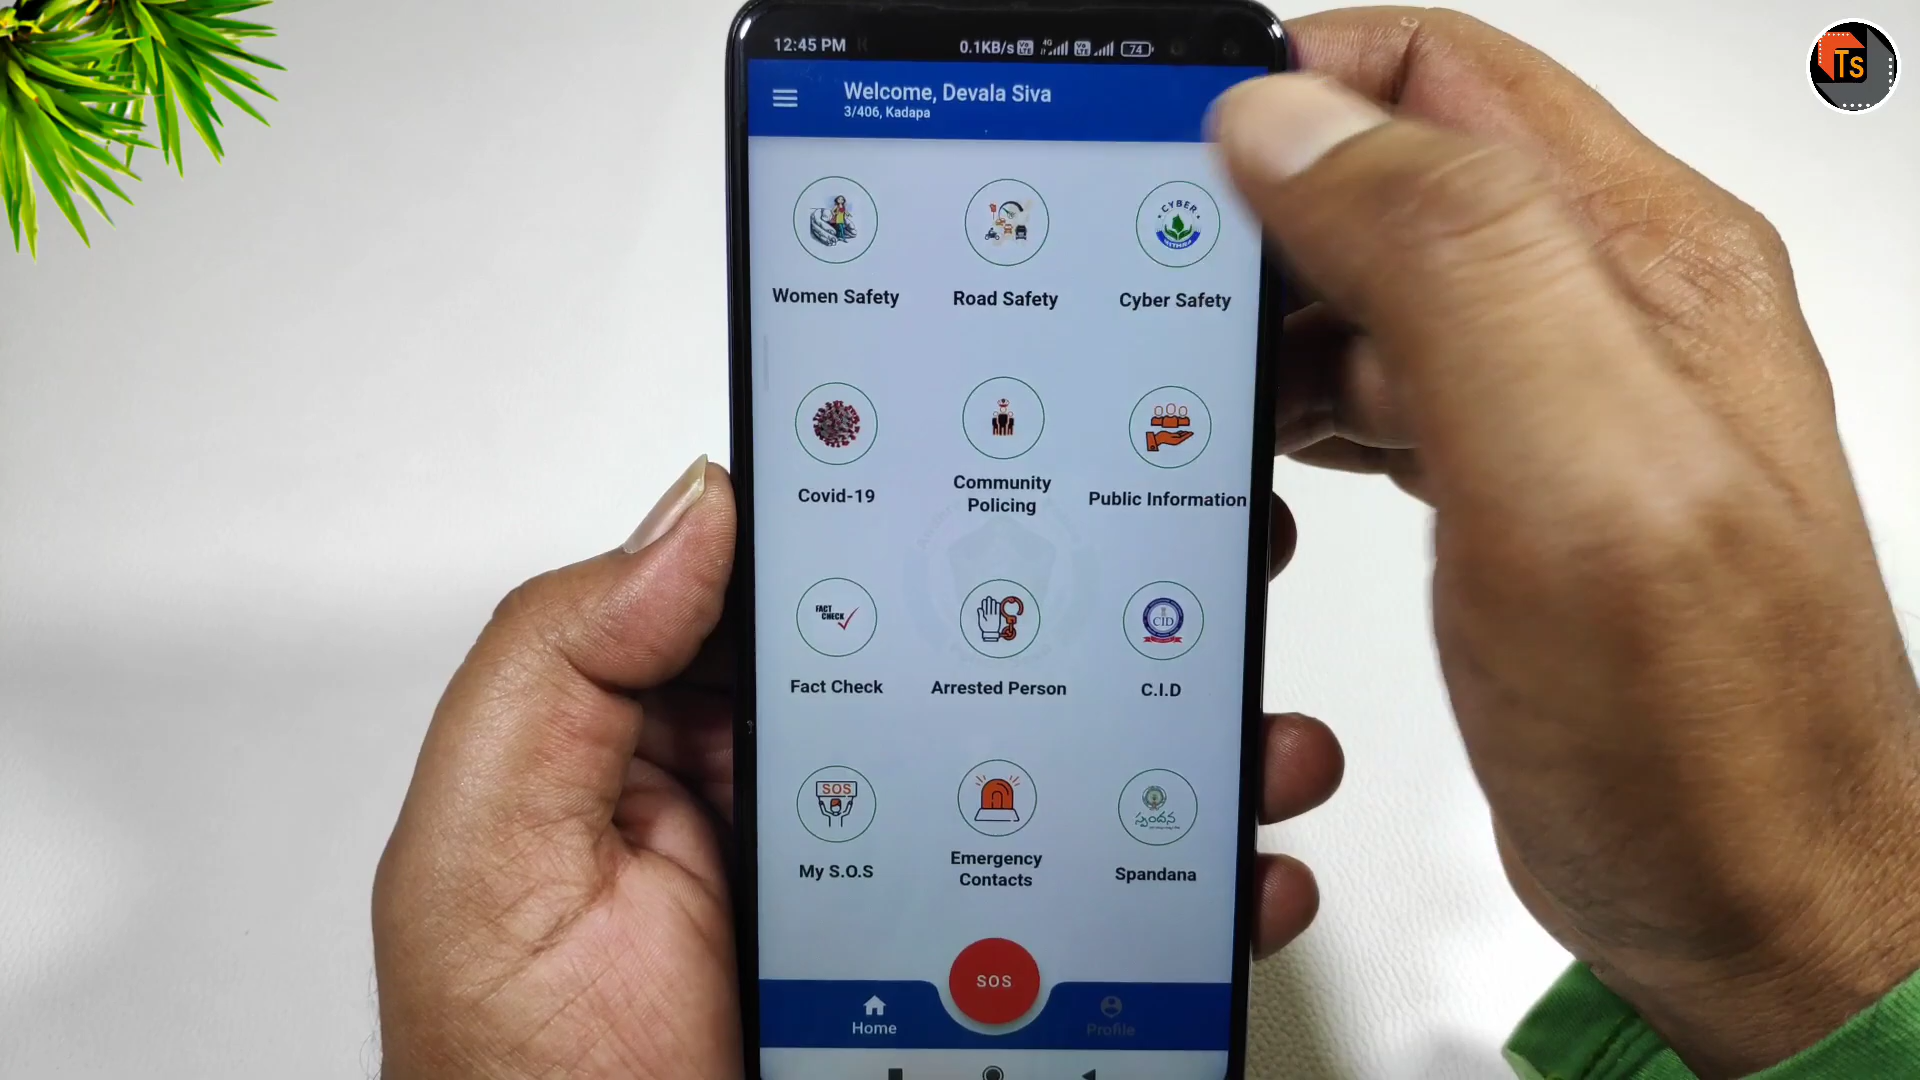 12:45 PM
0.1KB/s
4G
74
Ts
Welcome, Devala Siva
3/406, Kadapa
CYBER
MITHRA
Women Safety
Road Safety
Cyber Safety
Covid-19
Community
Policing
Public Information
FACT
CHECK
CID
Fact Check
Arrested Person
C.I.D
SOS
స్పందన
My S.O.S
Emergency
Contacts
Spandana
SOS
Home
Profile